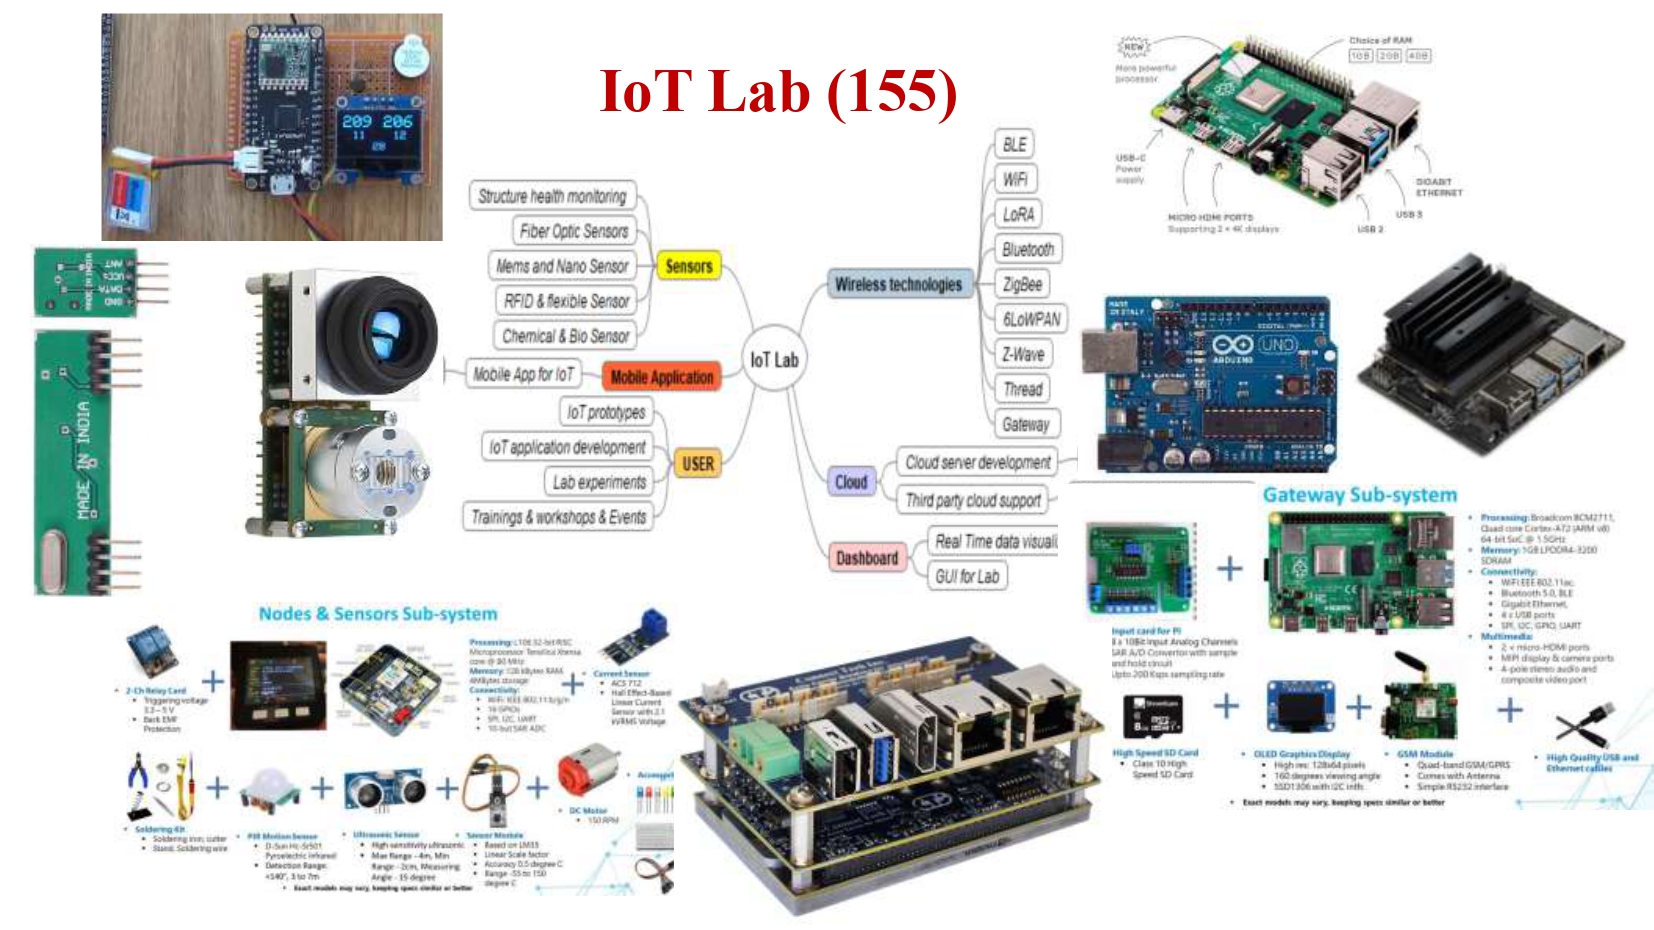 IoT Lab (155)
209 206
11 12
28
ANT
VCC
DATA
GND
MADE IN INDIA
Structure health monitoring
Fiber Optic Sensors
Mems and Nano Sensor
RFID & flexible Sensor
Chemical & Bio Sensor
Sensors
Mobile App for IoT
Mobile Application
IoT prototypes
IoT application development
Lab experiments
Trainings & workshops & Events
USER
IoT Lab
Wireless technologies
BLE
WiFi
LoRA
Bluetooth
ZigBee
6LoWPAN
Z-Wave
Thread
Gateway
Cloud
Cloud server development
Third party cloud support
Dashboard
Real Time data visuali
GUI for Lab
NEW
More powerful
processor
Choice of RAM
1GB 2GB 4GB
USB-C
Power
supply
MICRO HDMI PORTS
Supporting 2 × 4K displays
GIGABIT
ETHERNET
USB 3
USB 2
MADE
IN ITALY
UNO
ARDUINO
Gateway Sub-system
• Processing: Broadcom BCM2711,
Quad core Cortex-A72 (ARM v8)
64-bit SoC @ 1.5GHz
• Memory: 1GB LPDDR4-3200
SDRAM
• Connectivity:
• WiFi IEEE 802.11ac,
• Bluetooth 5.0, BLE
• Gigabit Ethernet,
• 4 x USB ports
• SPI, I2C, GPIO, UART
• Multimedia:
• 2 × micro-HDMI ports
• MIPI display & camera ports
• 4-pole stereo audio and
composite video port
Input card for Pi
8 x 10Bit Input Analog Channels
SAR A/D Convertor with sample
and hold circuit
Upto 200 Ksps sampling rate
High Speed SD Card
• Class 10 High
Speed SD Card
• OLED Graphics Display
• High res: 128x64 pixels
• 160 degrees viewing angle
• SSD1306 with I2C intfs
• GSM Module
• Quad-band GSM/GPRS
• Comes with Antenna
• Simple RS232 interface
• High Quality USB and
Ethernet cables
• Exact models may vary, keeping specs similar or better
Nodes & Sensors Sub-system
• 2-Ch Relay Card
• Triggering voltage
3.3 – 5 V
• Back EMF
Protection
Processing: L106 32-bit RISC
Microprocessor Tensilica Xtensa
core @ 80 MHz
Memory: 128 kBytes RAM,
4MBytes storage
Connectivity:
• WiFi IEEE 802.11 b/g/n
• 16 GPIOs
• SPI, I2C, UART
• 10-but SAR ADC
• Current Sensor
• ACS 712
• Hall Effect-Based
Linear Current
Sensor with 2.1
kVRMS Voltage
• Soldering Kit
• Soldering iron, cutter
• Stand, Soldering wire
• PIR Motion Sensor
• D-Sun Hc-Sr501
Pyroelectric Infrared
• Detection Range:
<140°, 3 to 7m
• Ultrasonic Sensor
• High sensitivity ultrasonic
• Max Range - 4m, Min
Range - 2cm, Measuring
Angle - 15 degree
• Sensor Module
• Based on LM35
• Linear Scale factor
• Accuracy 0.5 degree C
• Range -55 to 150
degree C
• DC Motor
• 150 RPM
• Accessori
• Exact models may vary, keeping specs similar or better